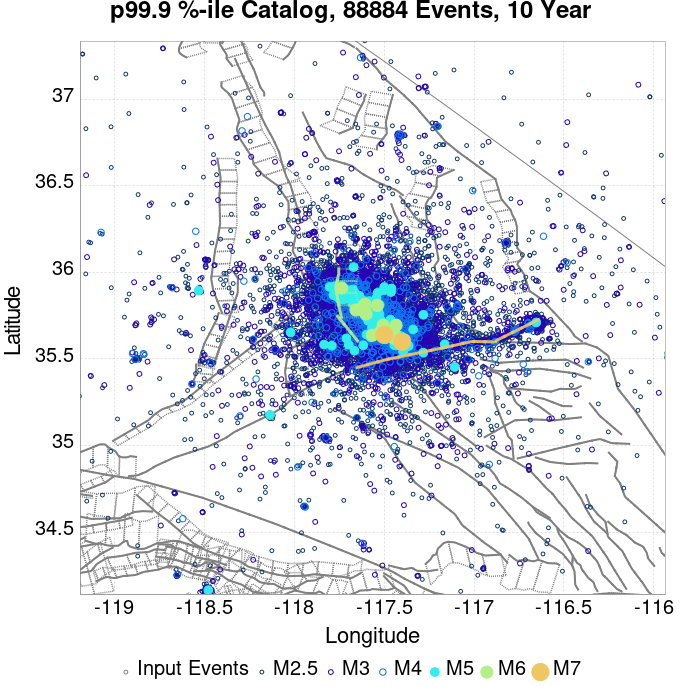 p99.9 %-ile Catalog, 88884 Events, 10 Year
37
36.5
36
35.5
35
34.5
Latitude
-119 -118.5 -118 -117.5 -117 -116.5 -116
Longitude
Input Events M2.5 M3 M4 M5 M6 M7